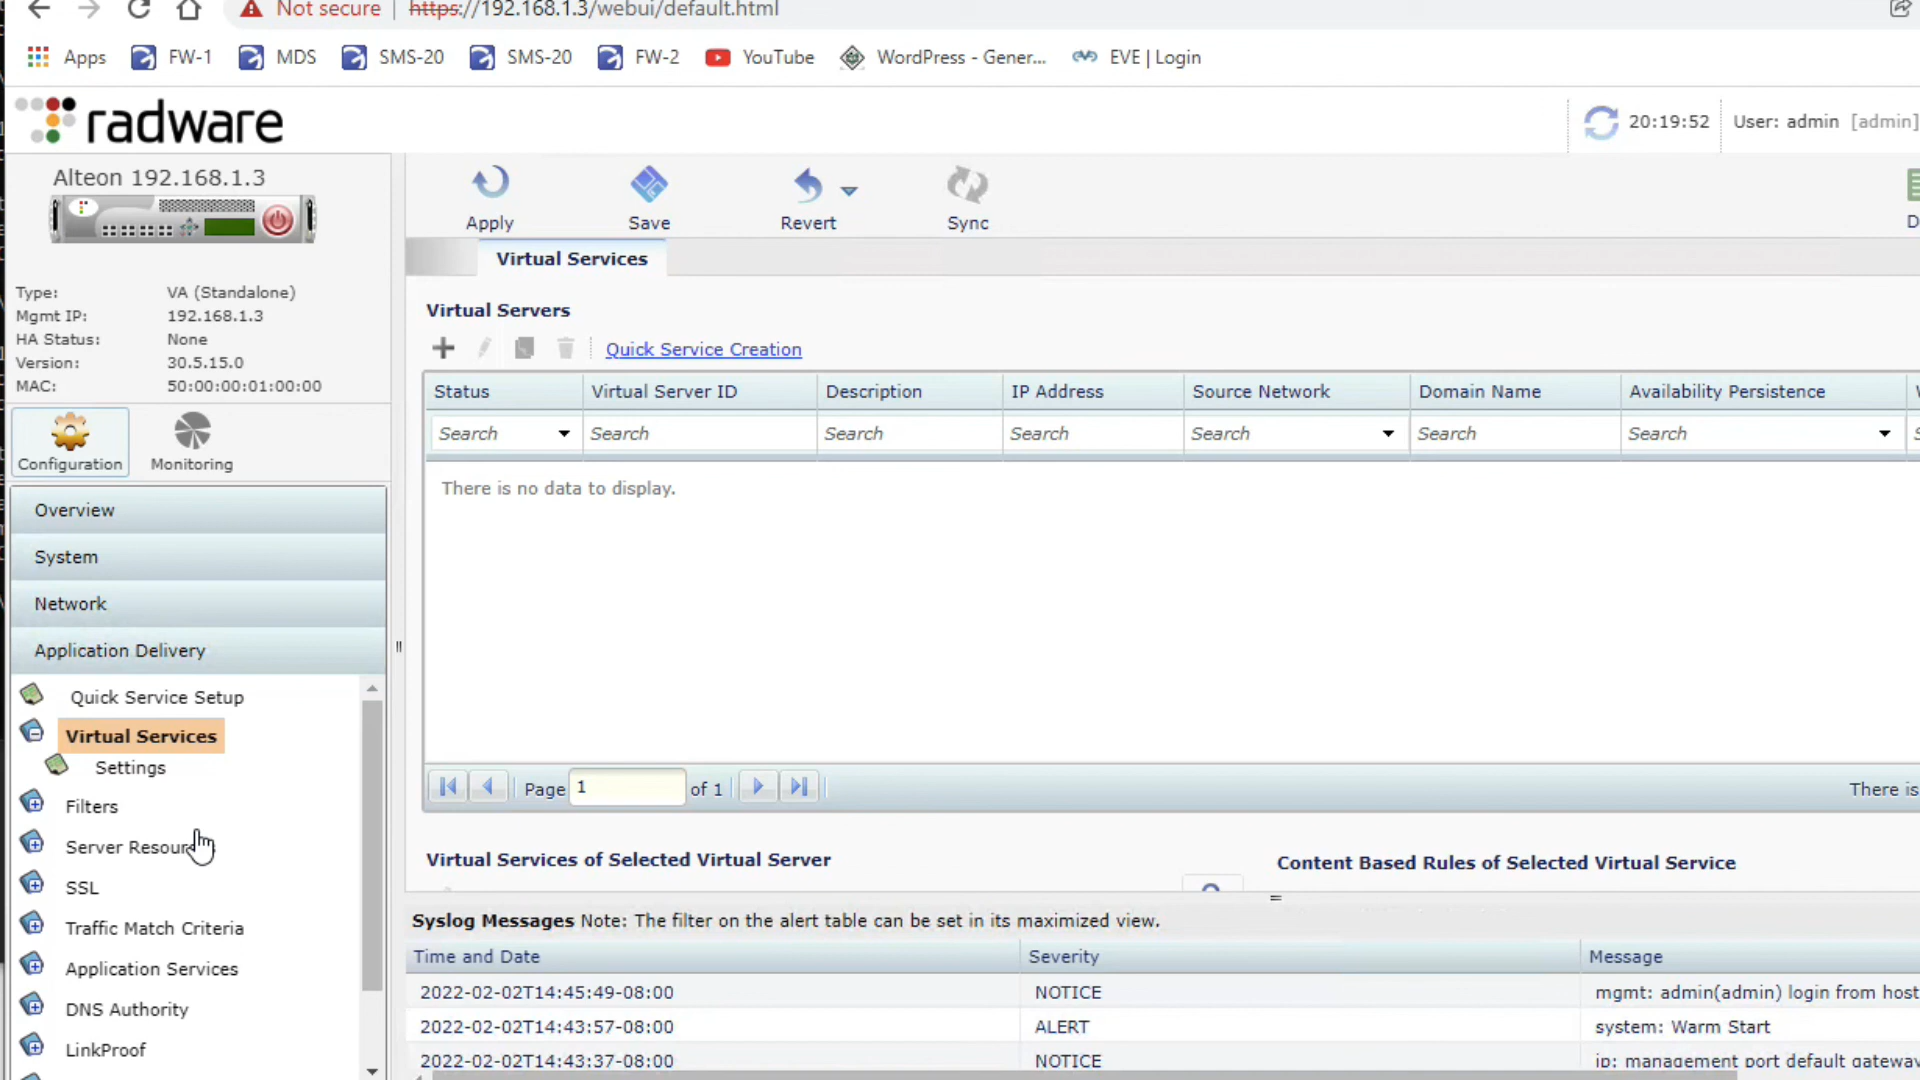 Not secure | https://192.168.1.3/webui/default.html
Apps FW-1 MDS SMS-20 SMS-20 FW-2 YouTube WordPress - Gener... EVE | Login
radware
20:19:52 User: admin [admin]
Alteon 192.168.1.3
Apply Save Revert Sync
Virtual Services
Type: VA (Standalone)
Mgmt IP: 192.168.1.3
HA Status: None
Version: 30.5.15.0
MAC: 50:00:00:01:00:00
Configuration Monitoring
Overview
System
Network
Application Delivery
Quick Service Setup
Virtual Services
Settings
Filters
Server Resour
SSL
Traffic Match Criteria
Application Services
DNS Authority
LinkProof
Virtual Servers
Quick Service Creation
Status Virtual Server ID Description IP Address Source Network Domain Name Availability Persistence
Search Search Search Search Search Search Search
There is no data to display.
Page 1 of 1 There is
Virtual Services of Selected Virtual Server Content Based Rules of Selected Virtual Service
Syslog Messages Note: The filter on the alert table can be set in its maximized view.
Time and Date Severity Message
2022-02-02T14:45:49-08:00 NOTICE mgmt: admin(admin) login from host
2022-02-02T14:43:57-08:00 ALERT system: Warm Start
2022-02-02T14:43:37-08:00 NOTICE ip: management port default gateway